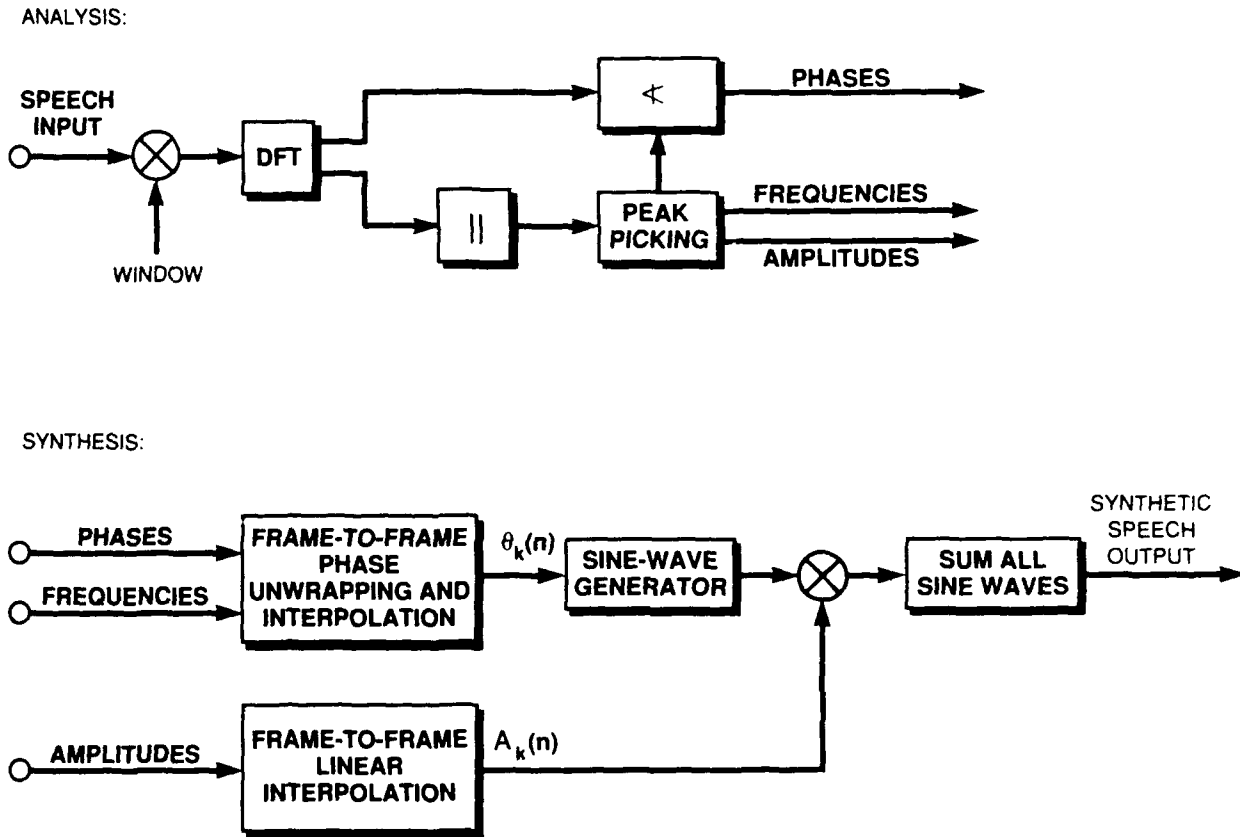 ANALYSIS:
SPEECH
INPUT
WINDOW
DFT
∢
||
PEAK
PICKING
PHASES
FREQUENCIES
AMPLITUDES
SYNTHESIS:
PHASES
FREQUENCIES
FRAME-TO-FRAME
PHASE
UNWRAPPING AND
INTERPOLATION
θk(n)
SINE-WAVE
GENERATOR
SUM ALL
SINE WAVES
SYNTHETIC
SPEECH
OUTPUT
AMPLITUDES
FRAME-TO-FRAME
LINEAR
INTERPOLATION
Ak(n)